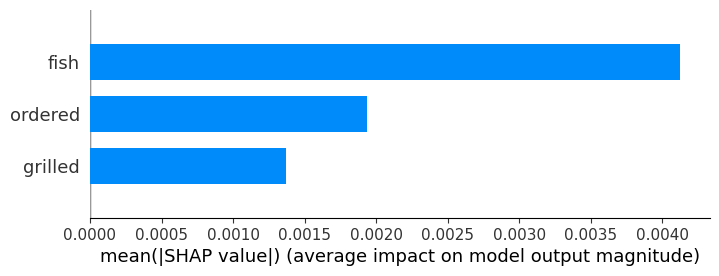 fish
ordered
grilled
0.0000 0.0005 0.0010 0.0015 0.0020 0.0025 0.0030 0.0035 0.0040
mean(|SHAP value|) (average impact on model output magnitude)